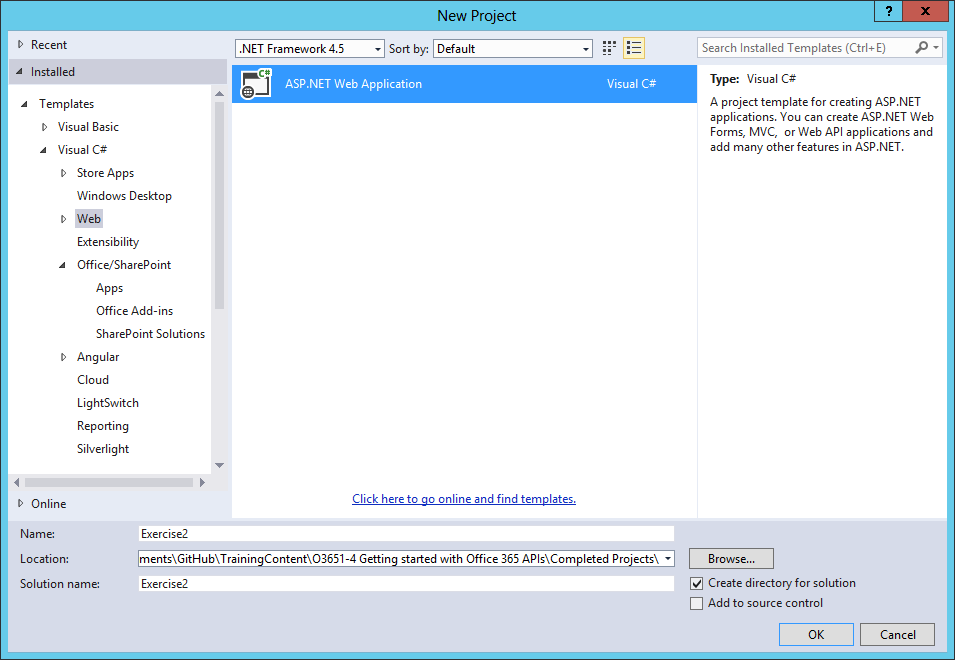 New Project
?
x
Recent
.NET Framework 4.5
Sort by:
Default
Search Installed Templates (Ctrl+E)
Installed
Templates
Visual Basic
Visual C#
Store Apps
Windows Desktop
Web
Extensibility
Office/SharePoint
Apps
Office Add-ins
SharePoint Solutions
Angular
Cloud
LightSwitch
Reporting
Silverlight
Online
C#
ASP.NET Web Application
Visual C#
Click here to go online and find templates.
Type: Visual C#
A project template for creating ASP.NET
applications. You can create ASP.NET Web
Forms, MVC, or Web API applications and
add many other features in ASP.NET.
Name:
Exercise2
Location:
ments\GitHub\TrainingContent\O3651-4 Getting started with Office 365 APIs\Completed Projects\
Browse...
Solution name:
Exercise2
Create directory for solution
Add to source control
OK
Cancel